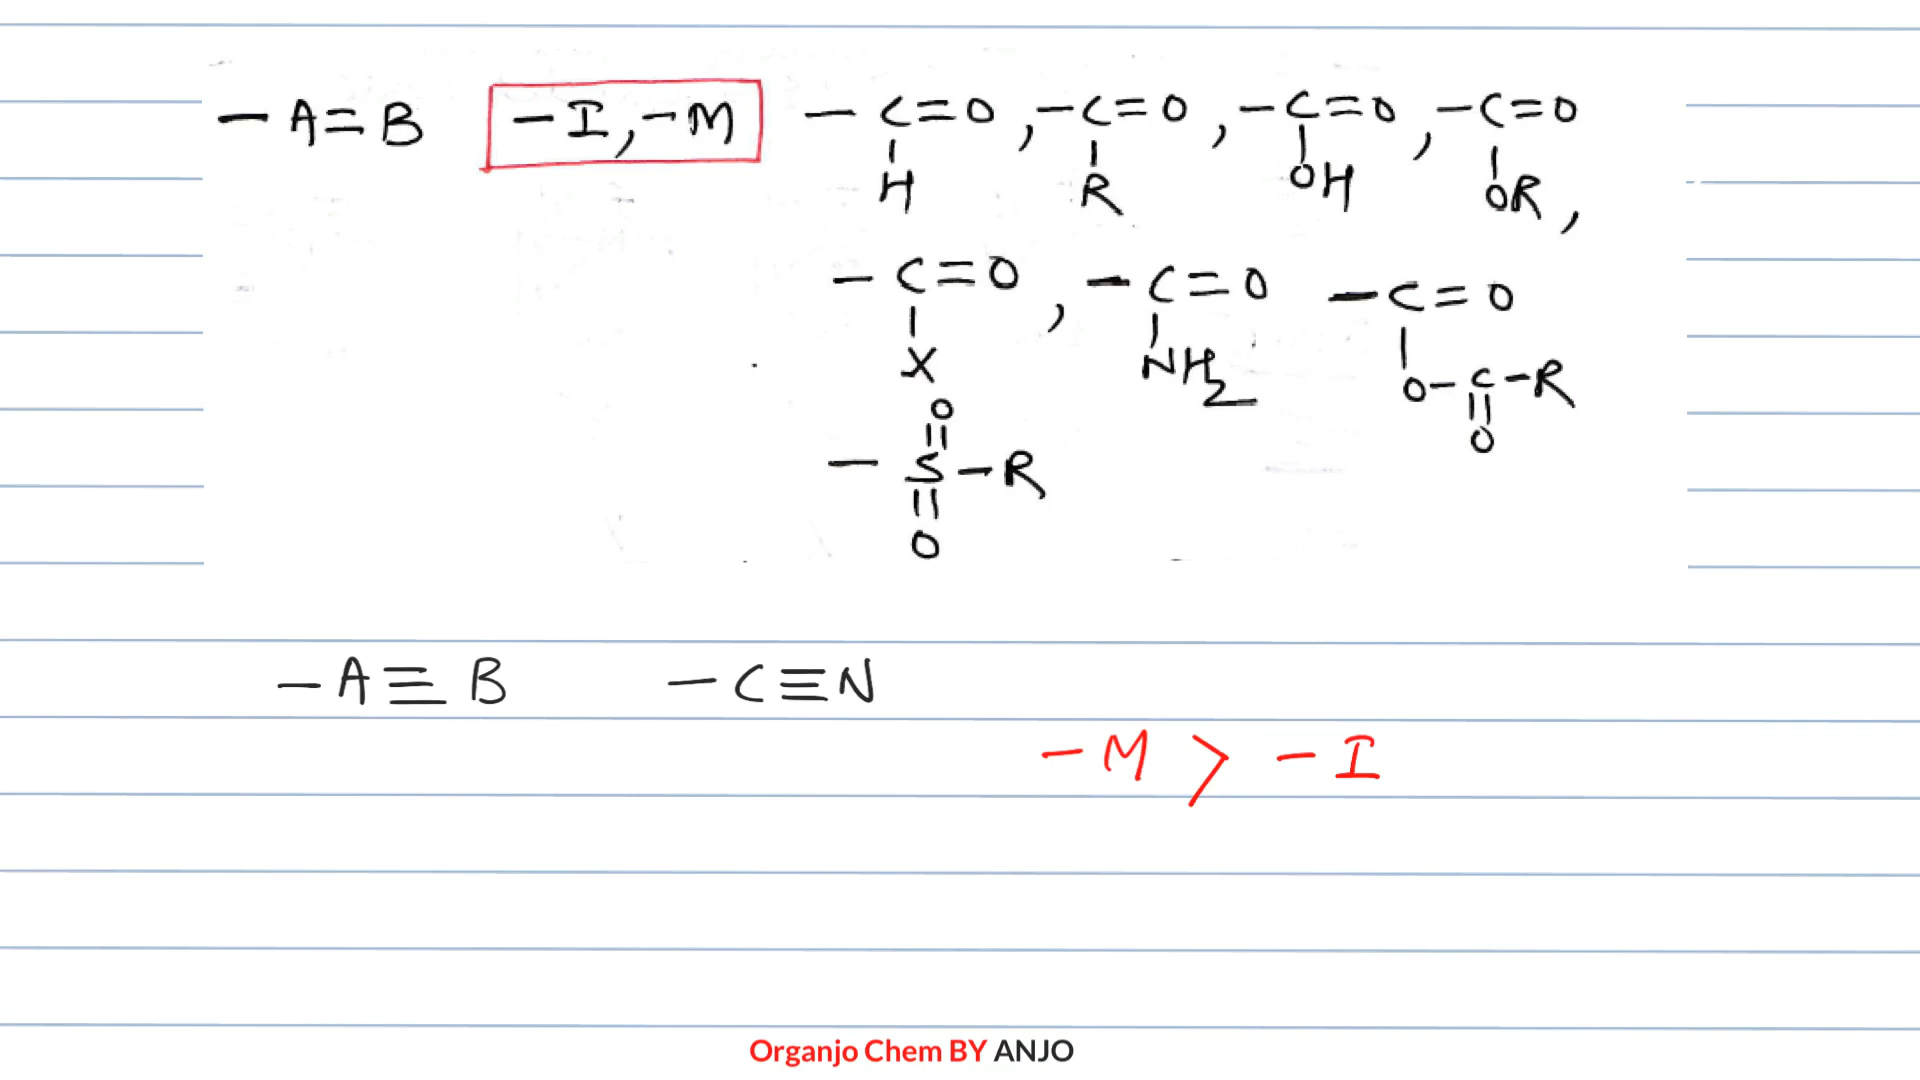 —A=B  -I, -M  —C=O, —C=O, —C=O, —C=O
H  R  OH  OR,
—C=O, —C=O  —C=O
X  NH2  O—C—R
O  O
—S—R
O
—A≡B  —C≡N
-M > -I
Organjo Chem BY ANJO